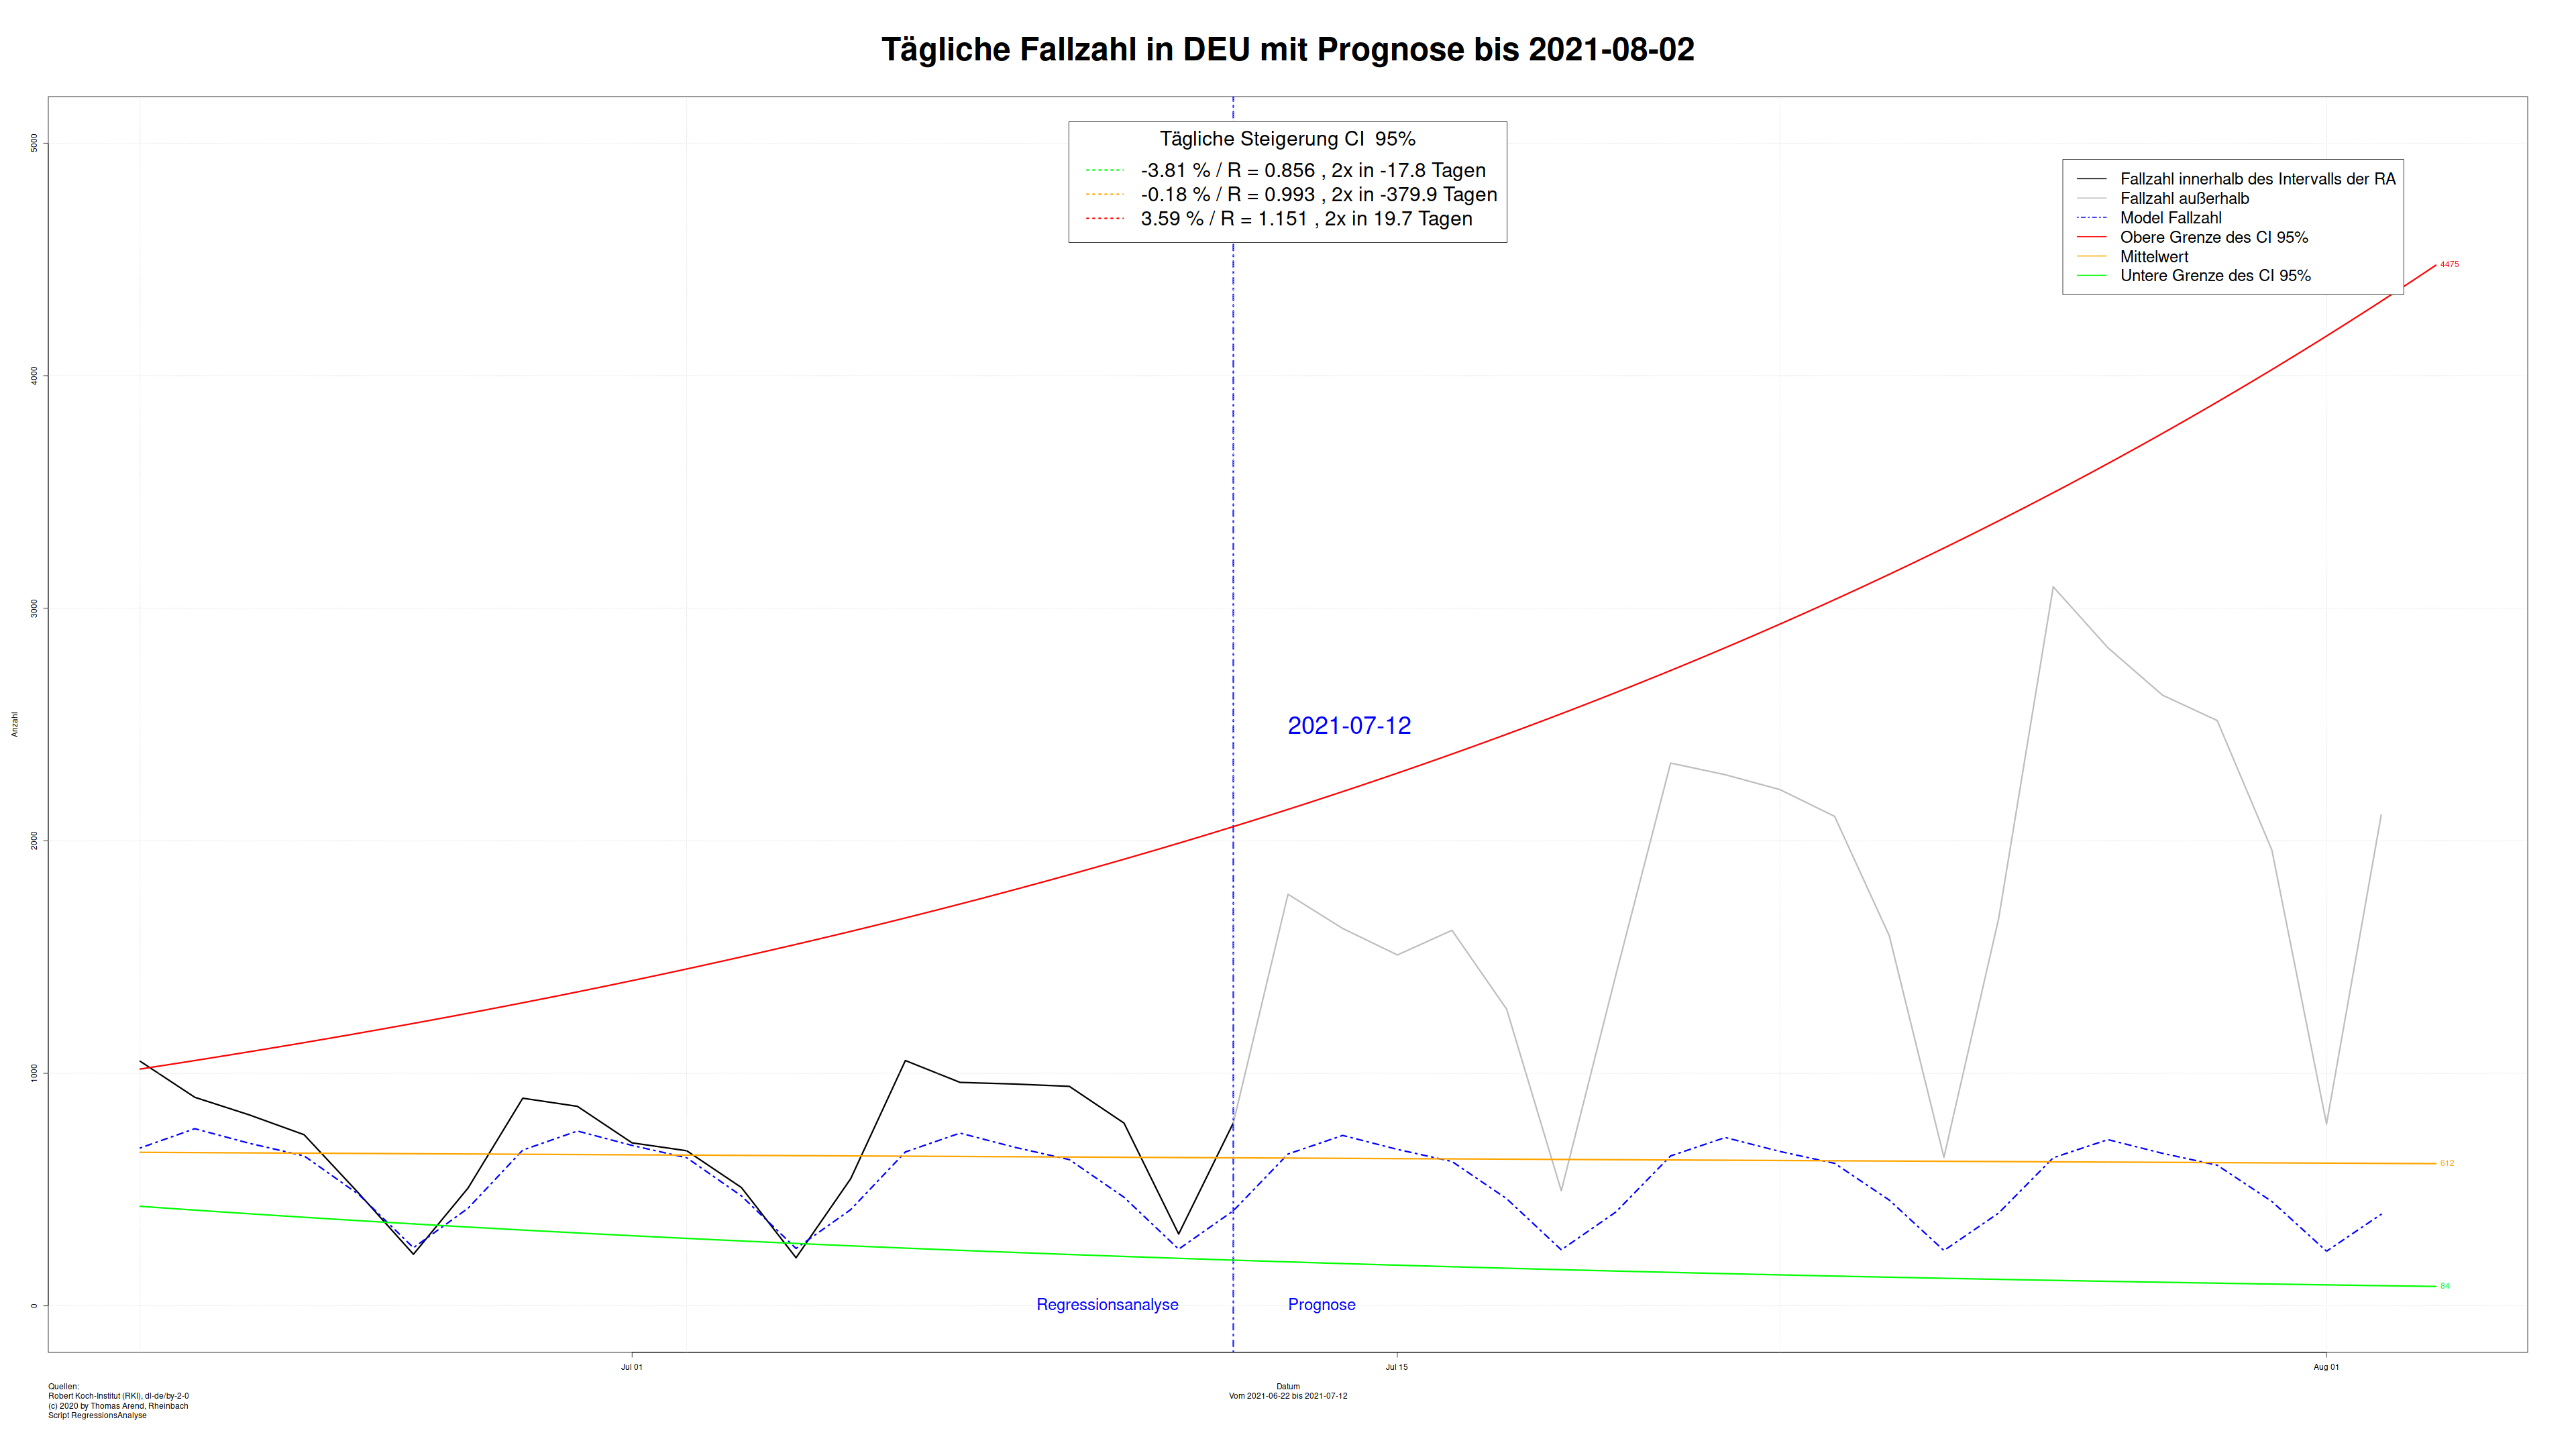 Tägliche Fallzahl in DEU mit Prognose bis 2021-08-02
Tägliche Steigerung CI  95%
-3.81 % / R = 0.856 , 2x in -17.8 Tagen
-0.18 % / R = 0.993 , 2x in -379.9 Tagen
3.59 % / R = 1.151 , 2x in 19.7 Tagen
Fallzahl innerhalb des Intervalls der RA
Fallzahl außerhalb
Model Fallzahl
Obere Grenze des CI 95%
Mittelwert
Untere Grenze des CI 95%
5000
4000
3000
2000
1000
0
Anzahl
4475
612
84
2021-07-12
Regressionsanalyse
Prognose
Jul 01
Jul 15
Aug 01
Datum
Vom 2021-06-22 bis 2021-07-12
Quellen:
Robert Koch-Institut (RKI), dl-de/by-2-0
(c) 2020 by Thomas Arend, Rheinbach
Script RegressionsAnalyse